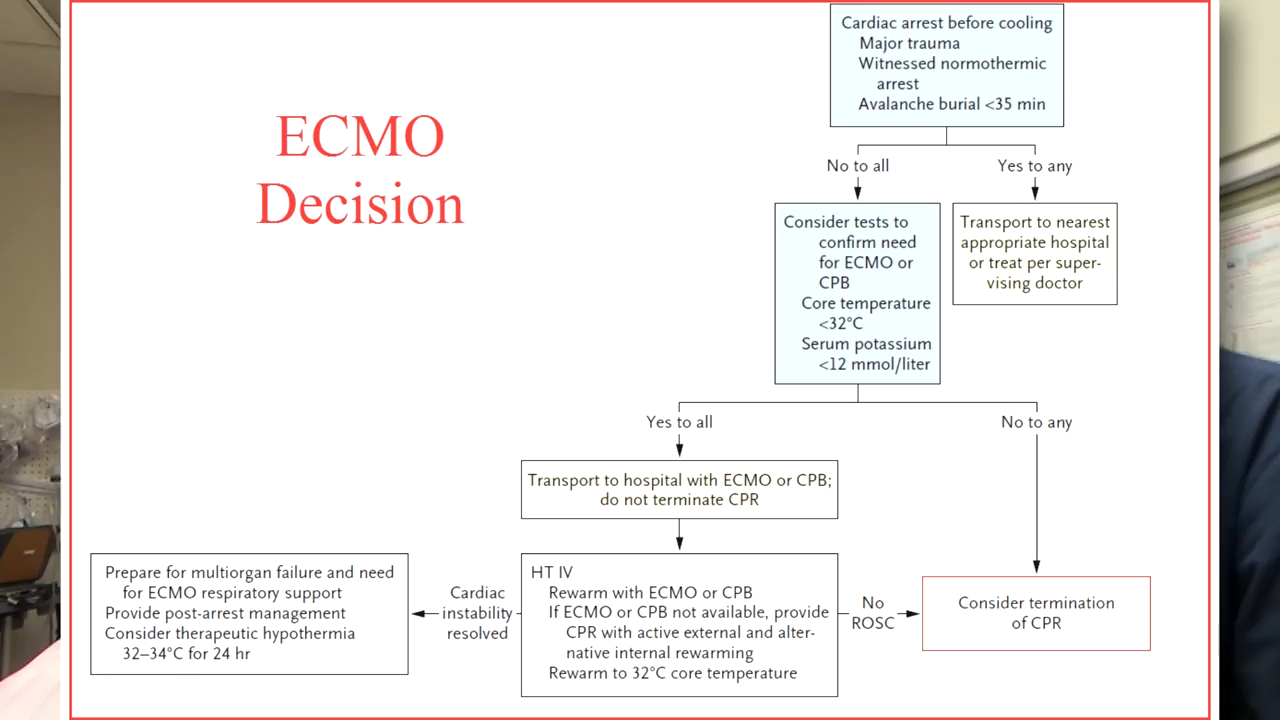 ECMO
Decision
Cardiac arrest before cooling
Major trauma
Witnessed normothermic
arrest
Avalanche burial <35 min
No to all
Yes to any
Consider tests to
confirm need
for ECMO or
CPB
Core temperature
<32°C
Serum potassium
<12 mmol/liter
Transport to nearest
appropriate hospital
or treat per super-
vising doctor
Yes to all
No to any
Transport to hospital with ECMO or CPB;
do not terminate CPR
Prepare for multiorgan failure and need
for ECMO respiratory support
Provide post-arrest management
Consider therapeutic hypothermia
32–34°C for 24 hr
Cardiac
instability
resolved
HT IV
Rewarm with ECMO or CPB
If ECMO or CPB not available, provide
CPR with active external and alter-
native internal rewarming
Rewarm to 32°C core temperature
No
ROSC
Consider termination
of CPR